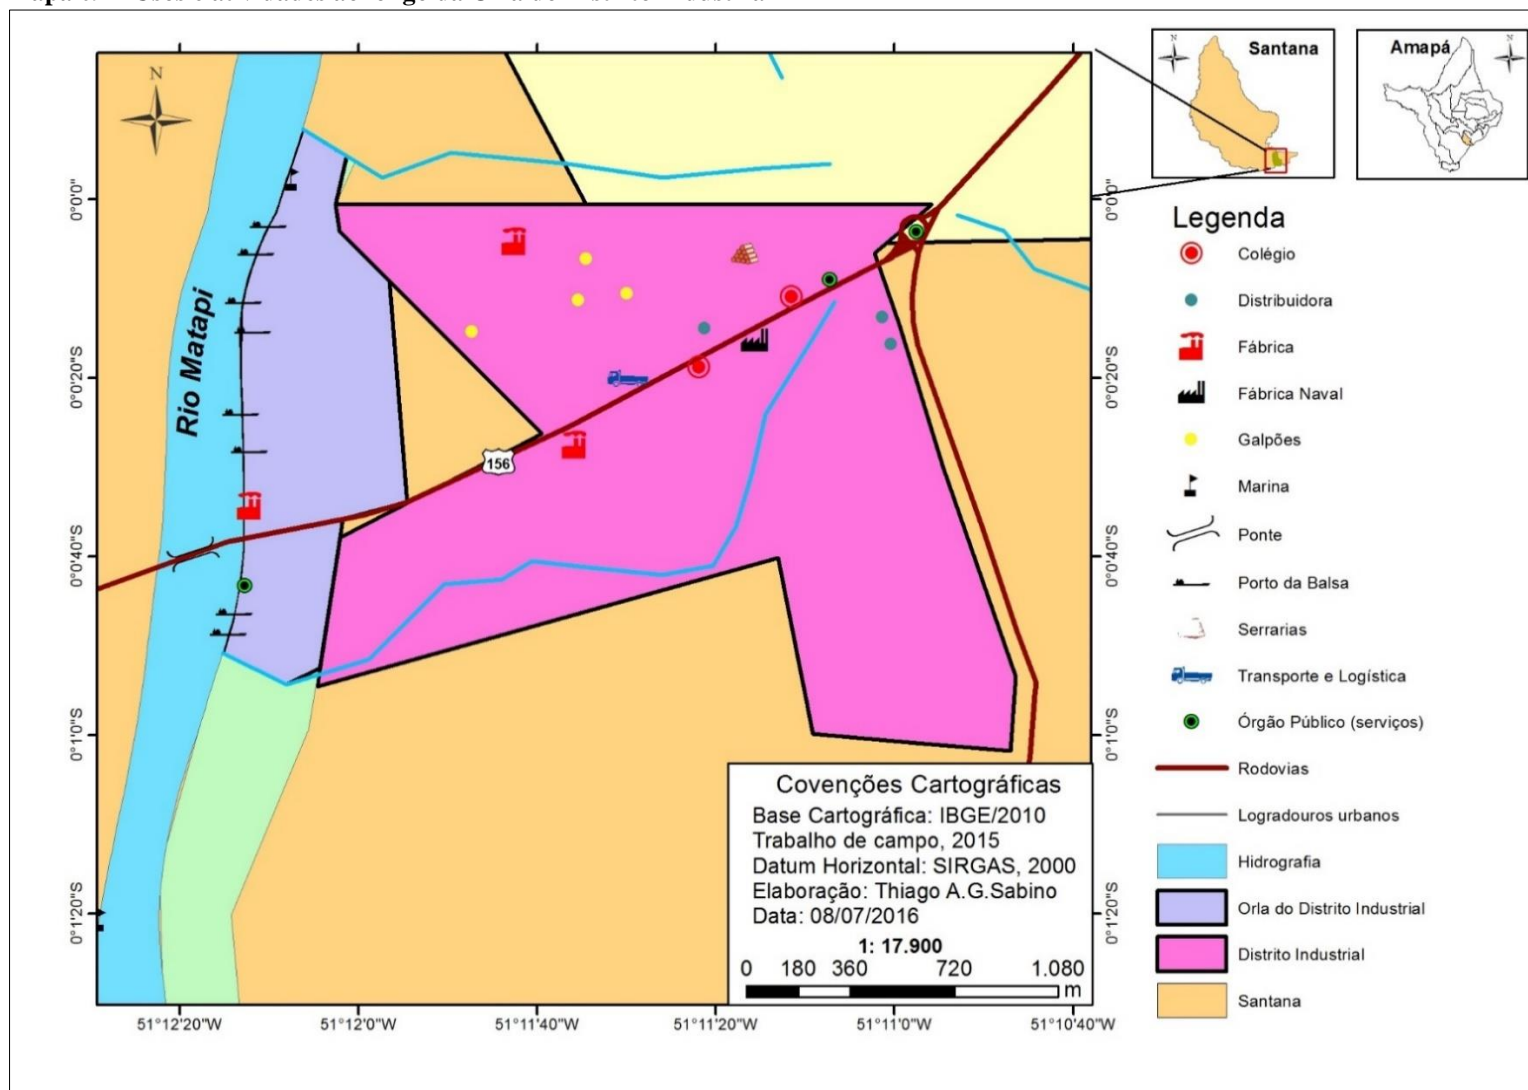 N
Rio Matapi
156
0°0'0"
0°0'20"S
0°0'40"S
0°1'0"S
0°1'20"S
0°0'0"
0°0'20"S
0°0'40"S
0°1'0"S
0°1'20"S
51°12'20"W
51°12'0"W
51°11'40"W
51°11'20"W
51°11'0"W
51°10'40"W
Covenções Cartográficas
Base Cartográfica: IBGE/2010
Trabalho de campo, 2015
Datum Horizontal: SIRGAS, 2000
Elaboração: Thiago A.G.Sabino
Data: 08/07/2016
1: 17.900
0 180 360 720 1.080
m
N
Santana
Amapá
N
Legenda
Colégio
Distribuidora
Fábrica
Fábrica Naval
Galpões
Marina
Ponte
Porto da Balsa
Serrarias
Transporte e Logística
Órgão Público (serviços)
Rodovias
Logradouros urbanos
Hidrografia
Orla do Distrito Industrial
Distrito Industrial
Santana